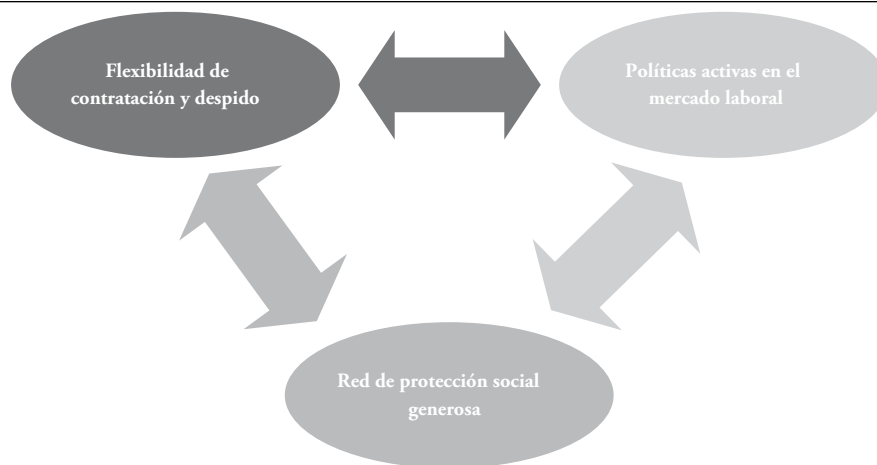 Flexibilidad de
contratación y despido
Políticas activas en el
mercado laboral
Red de protección social
generosa